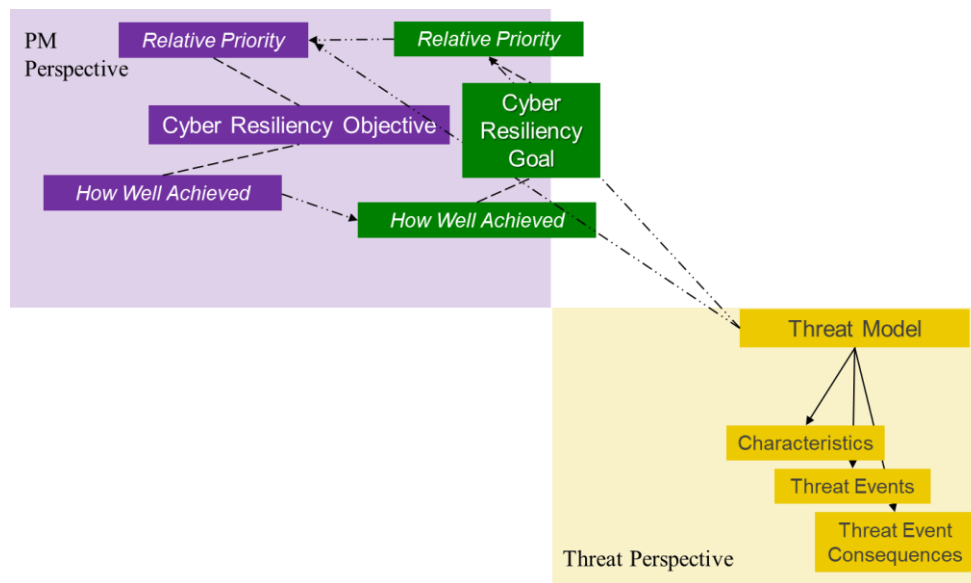 PM
Perspective
Relative Priority
Relative Priority
Cyber Resiliency Objective
Cyber
Resiliency
Goal
How Well Achieved
How Well Achieved
Threat Model
Characteristics
Threat Events
Threat Event
Consequences
Threat Perspective